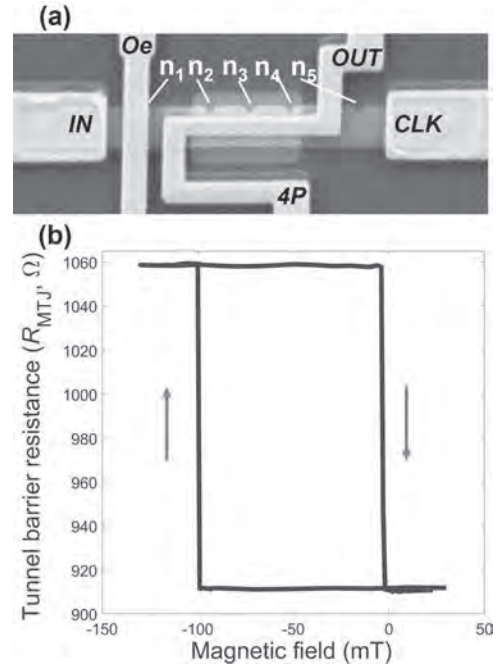 (a)
Oe
OUT
n1 n2 n3 n4 n5
IN
CLK
4P
(b)
1060
1040
1020
1000
980
960
940
920
900
Tunnel barrier resistance (RMTJ, Ω)
-150 -100 -50 0 50
Magnetic field (mT)